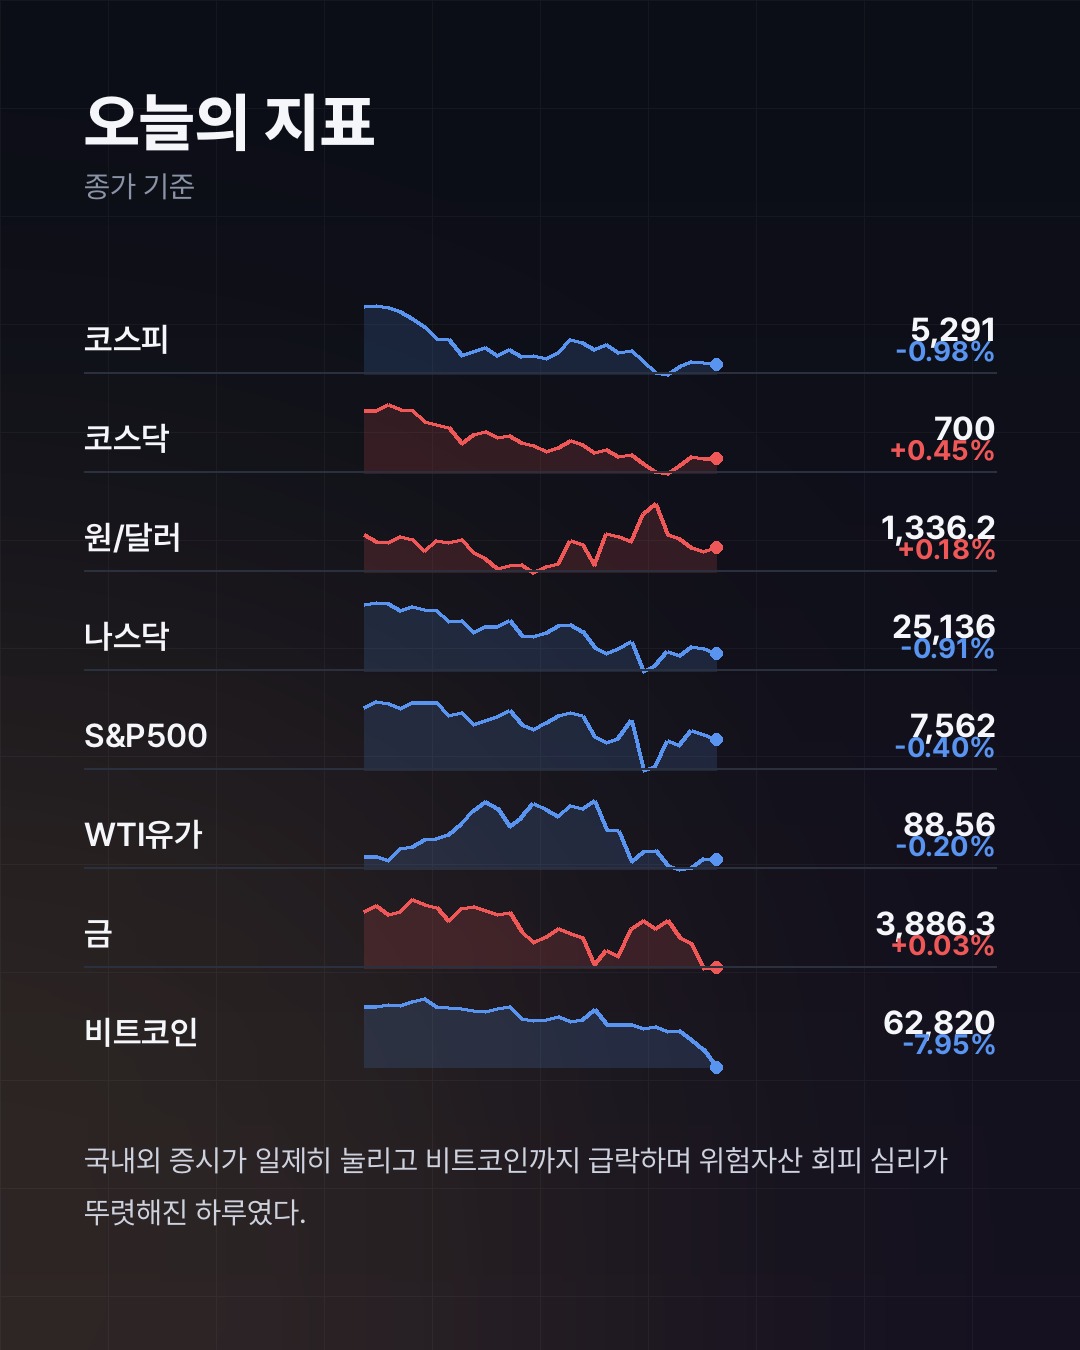 오늘의 지표
종가 기준
코스피
5,291
-0.98%
코스닥
700
+0.45%
원/달러
1,336.2
+0.18%
나스닥
25,136
-0.91%
S&P500
7,562
-0.40%
WTI유가
88.56
-0.20%
금
3,886.3
+0.03%
비트코인
62,820
-7.95%
국내외 증시가 일제히 눌리고 비트코인까지 급락하며 위험자산 회피 심리가
뚜렷해진 하루였다.